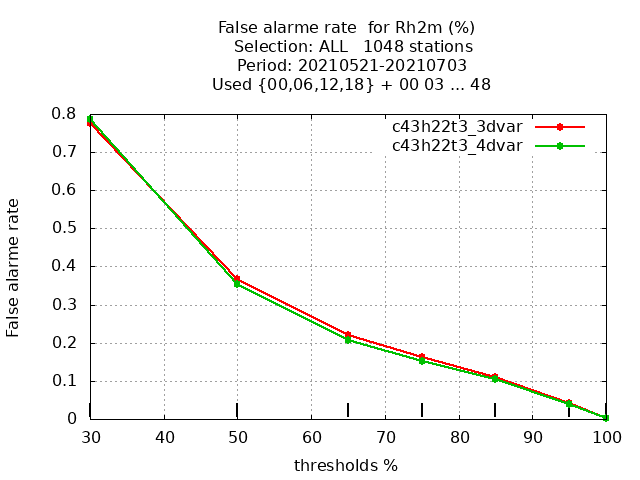 False alarme rate  for Rh2m (%)
Selection: ALL   1048 stations
Period: 20210521-20210703
Used {00,06,12,18} + 00 03 ... 48
c43h22t3_3dvar
c43h22t3_4dvar
0.8
0.7
0.6
0.5
0.4
0.3
0.2
0.1
0
False alarme rate
30 40 50 60 70 80 90 100
thresholds %